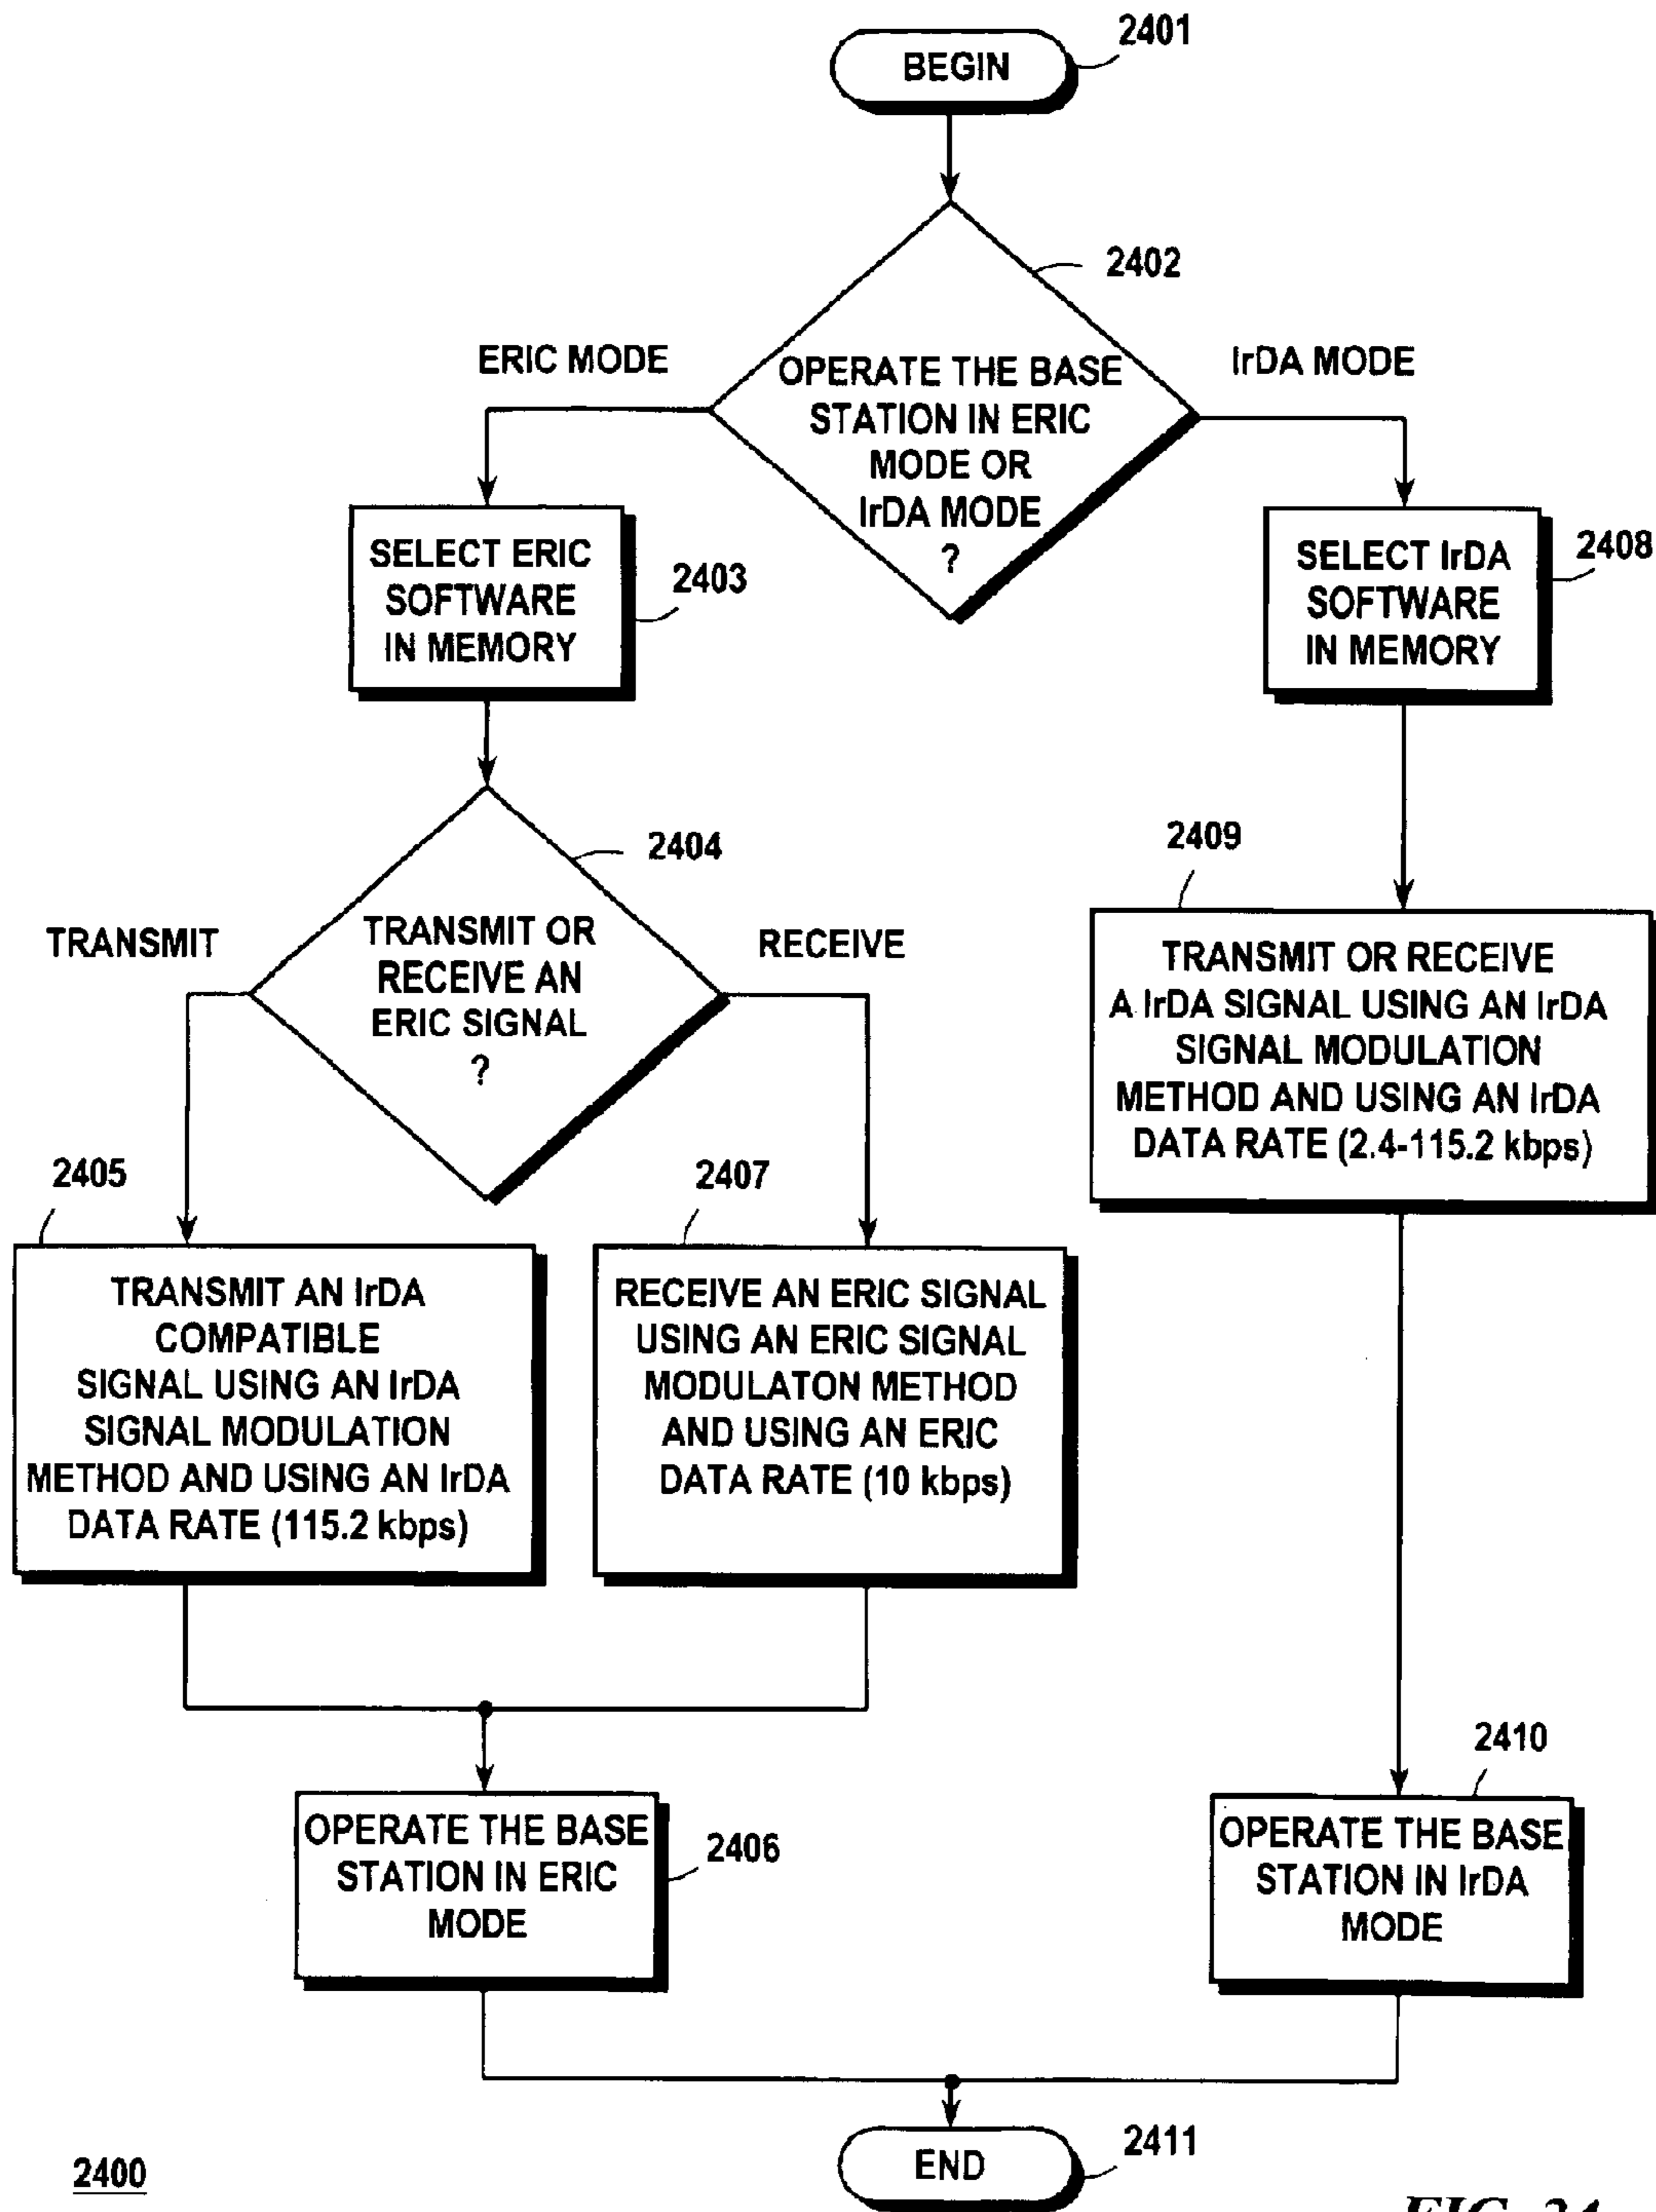 BEGIN
2401
2402
OPERATE THE BASE
STATION IN ERIC
MODE OR
IrDA MODE
?
ERIC MODE
IrDA MODE
SELECT ERIC
SOFTWARE
IN MEMORY
2403
SELECT IrDA
SOFTWARE
IN MEMORY
2408
2404
TRANSMIT OR
RECEIVE AN
ERIC SIGNAL
?
TRANSMIT
RECEIVE
2409
TRANSMIT OR RECEIVE
A IrDA SIGNAL USING AN IrDA
SIGNAL MODULATION
METHOD AND USING AN IrDA
DATA RATE (2.4-115.2 kbps)
2405
TRANSMIT AN IrDA
COMPATIBLE
SIGNAL USING AN IrDA
SIGNAL MODULATION
METHOD AND USING AN IrDA
DATA RATE (115.2 kbps)
2407
RECEIVE AN ERIC SIGNAL
USING AN ERIC SIGNAL
MODULATON METHOD
AND USING AN ERIC
DATA RATE (10 kbps)
OPERATE THE BASE
STATION IN ERIC
MODE
2406
2410
OPERATE THE BASE
STATION IN IrDA
MODE
END
2411
2400
FIG. 24